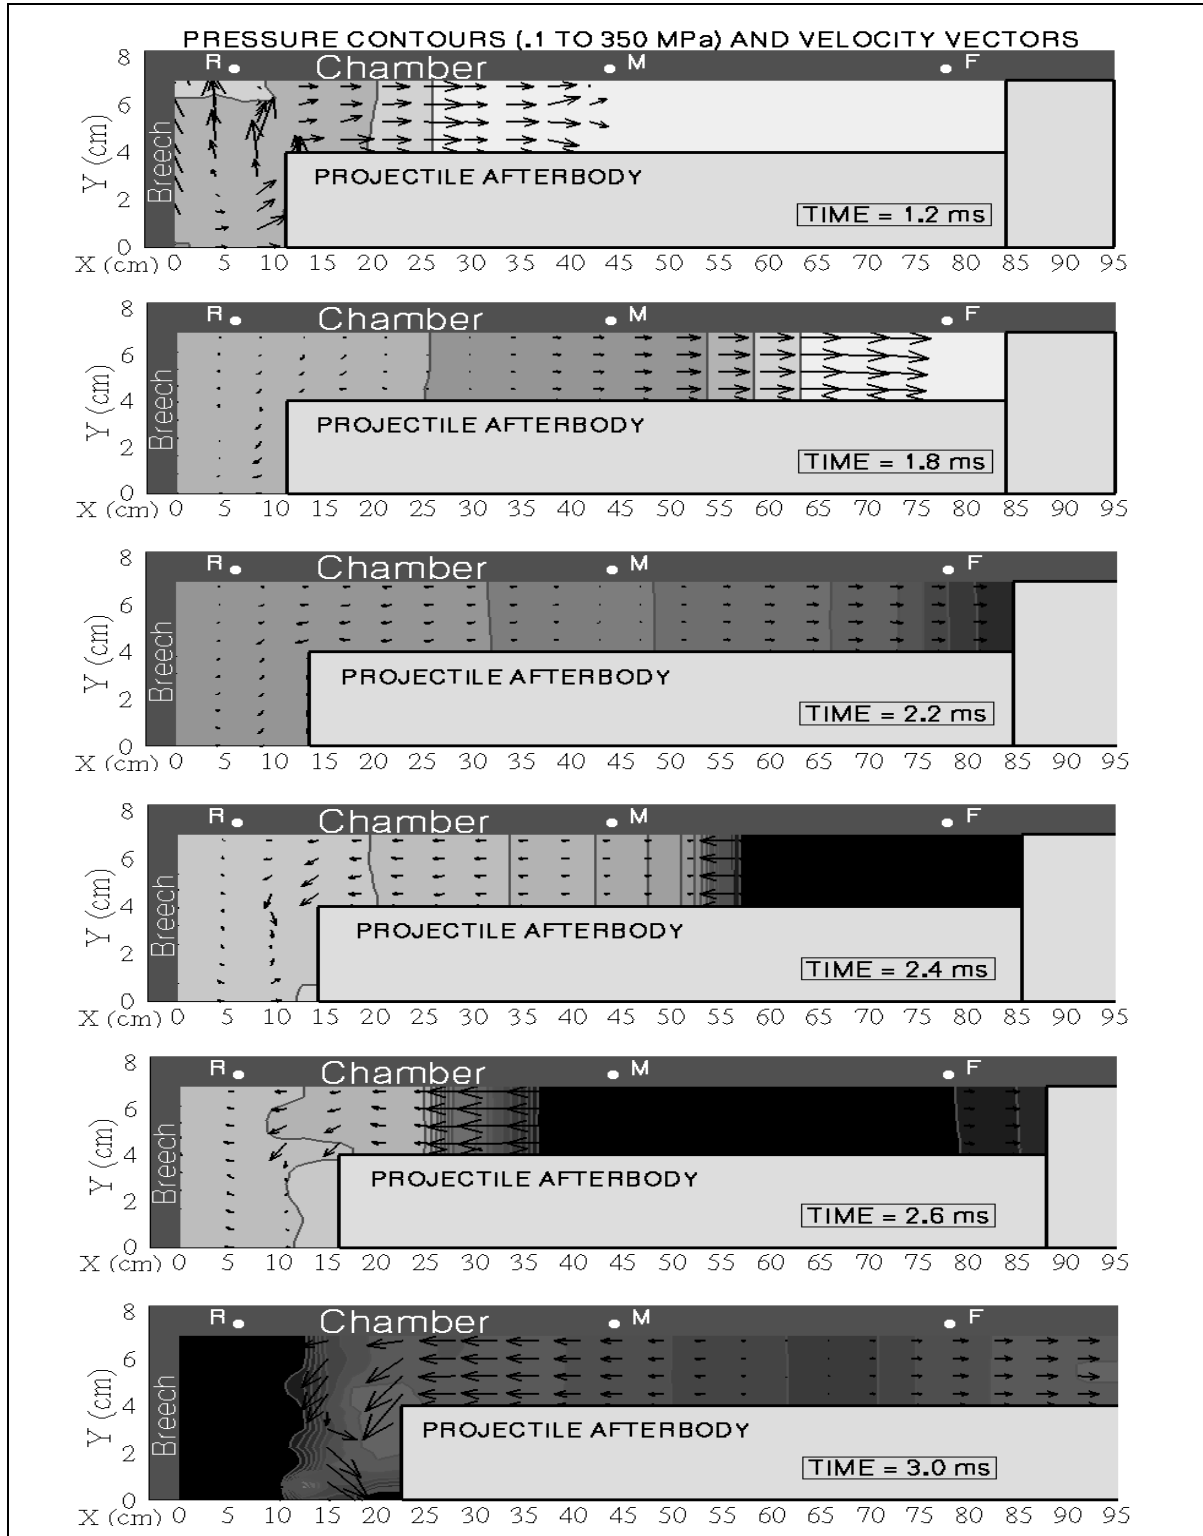 PRESSURE CONTOURS (.1 TO 350 MPa) AND VELOCITY VECTORS
8
R Chamber M F
6
Y (cm)
Breech
4
PROJECTILE AFTERBODY
2
TIME = 1.2 ms
0
X (cm) 0 5 10 15 20 25 30 35 40 45 50 55 60 65 70 75 80 85 90 95
8
R Chamber M F
6
Y (cm)
Breech
4
PROJECTILE AFTERBODY
2
TIME = 1.8 ms
0
X (cm) 0 5 10 15 20 25 30 35 40 45 50 55 60 65 70 75 80 85 90 95
8
R Chamber M F
6
Y (cm)
Breech
4
PROJECTILE AFTERBODY
2
TIME = 2.2 ms
0
X (cm) 0 5 10 15 20 25 30 35 40 45 50 55 60 65 70 75 80 85 90 95
8
R Chamber M F
6
Y (cm)
Breech
4
PROJECTILE AFTERBODY
2
TIME = 2.4 ms
0
X (cm) 0 5 10 15 20 25 30 35 40 45 50 55 60 65 70 75 80 85 90 95
8
R Chamber M F
6
Y (cm)
Breech
4
PROJECTILE AFTERBODY
2
TIME = 2.6 ms
0
X (cm) 0 5 10 15 20 25 30 35 40 45 50 55 60 65 70 75 80 85 90 95
8
R Chamber M F
6
Y (cm)
Breech
4
PROJECTILE AFTERBODY
2
TIME = 3.0 ms
0
X (cm) 0 5 10 15 20 25 30 35 40 45 50 55 60 65 70 75 80 85 90 95